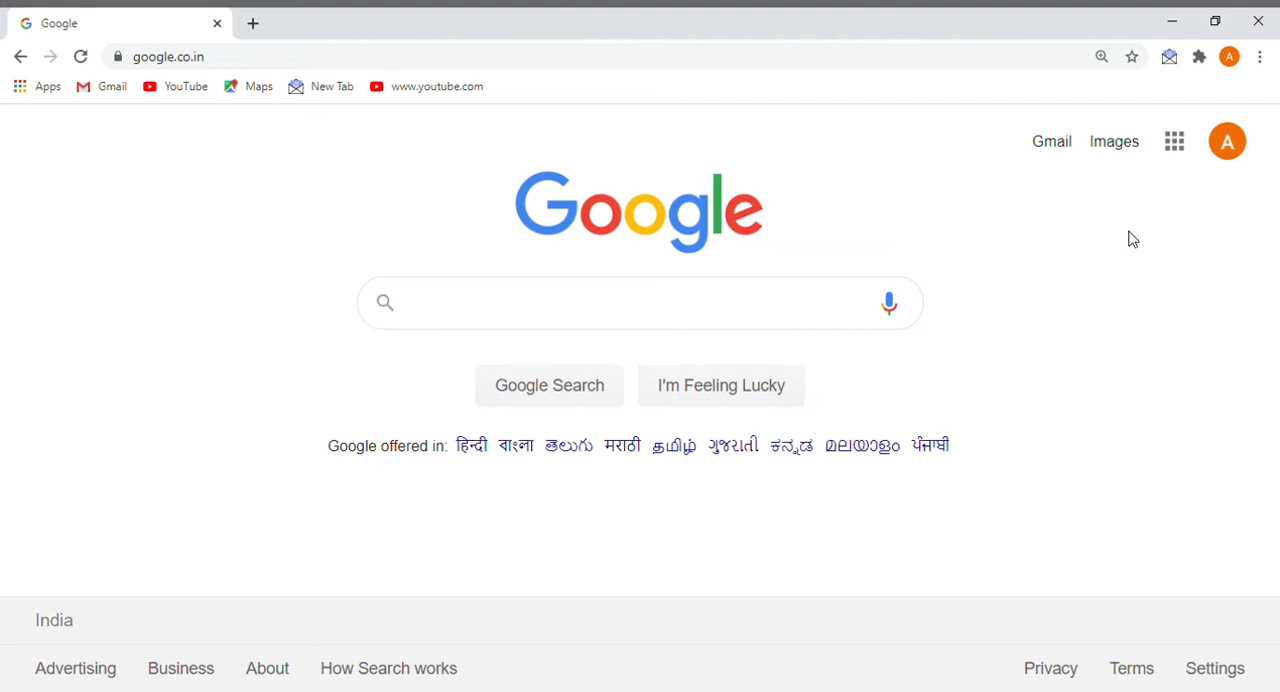 Google
google.co.in
Apps Gmail YouTube Maps New Tab www.youtube.com
A
Gmail Images A
Google
Google Search I'm Feeling Lucky
Google offered in: हिन्दी বাংলা తెలుగు मराठी தமிழ் ગુજરાતી ಕನ್ನಡ മലയാളം ਪੰਜਾਬੀ
India
Advertising Business About How Search works Privacy Terms Settings